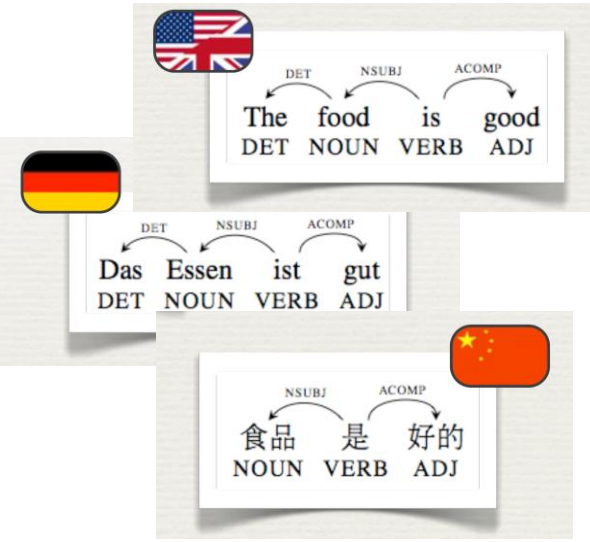 DET NSUBJ ACOMP
The food is good
DET NOUN VERB ADJ
DET NSUBJ ACOMP
Das Essen ist gut
DET NOUN VERB ADJ
NSUBJ ACOMP
食品 是 好的
NOUN VERB ADJ